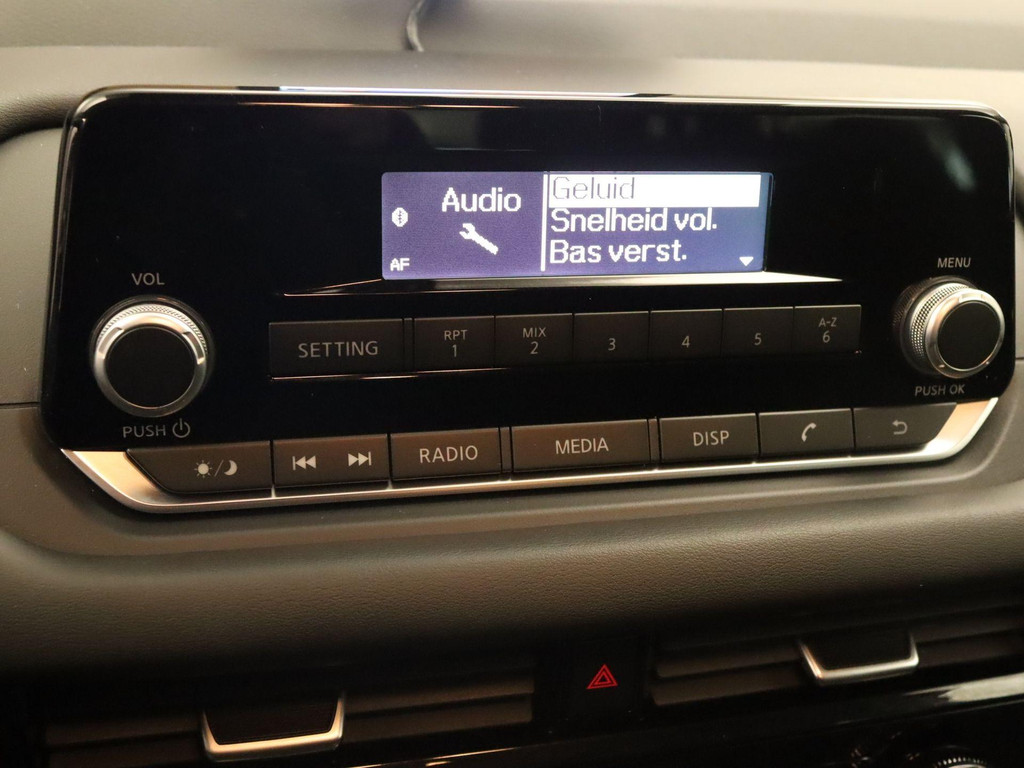 Audio
AF
Geluid
Snelheid vol.
Bas verst.
VOL
PUSH
MENU
PUSH OK
SETTING
RPT
1
MIX
2
3
4
5
A-Z
6
RADIO
MEDIA
DISP